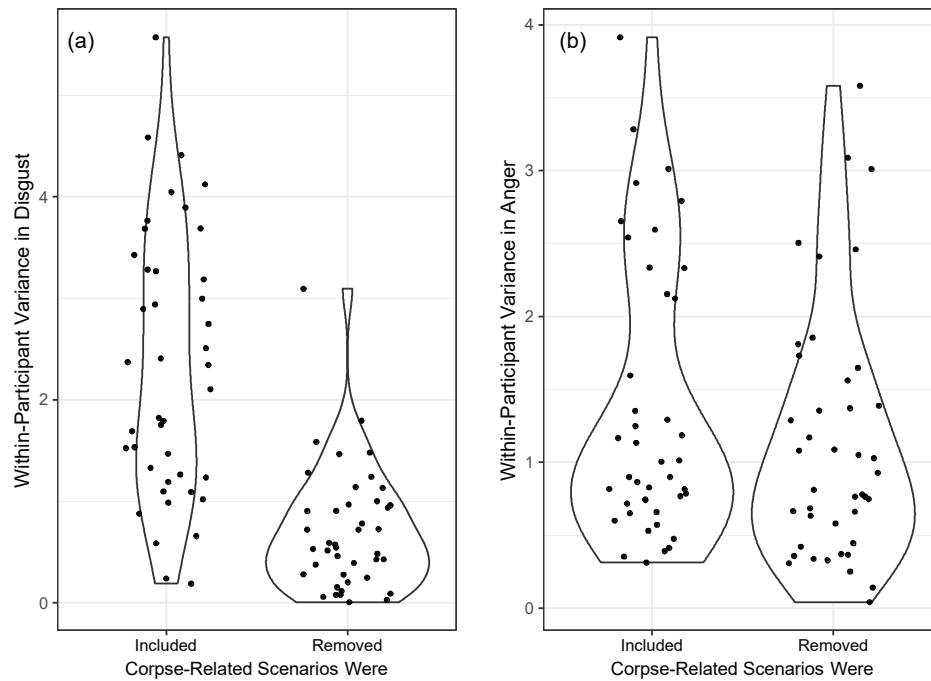 (a)
Within-Participant Variance in Disgust
4
2
0
Included
Removed
Corpse-Related Scenarios Were
(b)
Within-Participant Variance in Anger
4
3
2
1
0
Included
Removed
Corpse-Related Scenarios Were